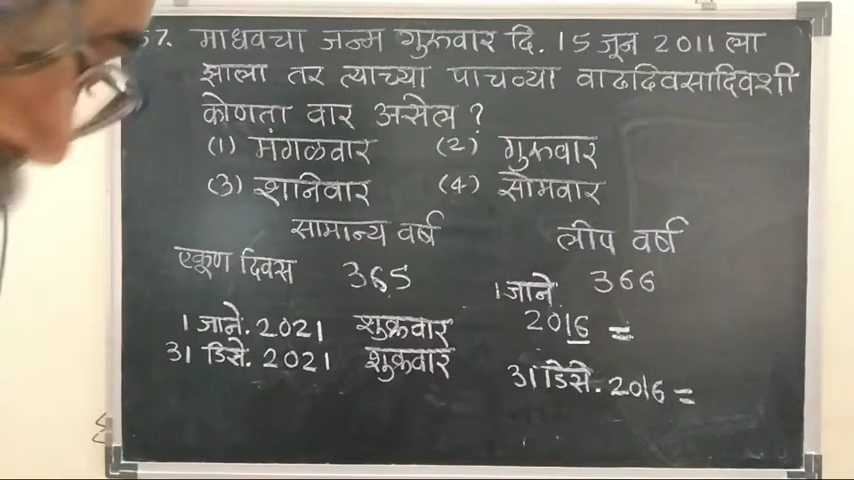 57. माधवचा जन्म गुरूवार दि. 15 जून 2011 ला
झाला तर त्याच्या पाचव्या वाढदिवसादिवशी
कोणता वार असेल ?
(1) मंगळवार (2) गुरूवार
(3) शनिवार (4) सोमवार
सामान्य वर्ष लीप वर्ष
एकूण दिवस 365 366
1 जाने. 2021 शुक्रवार
31 डिसे. 2021 शुक्रवार
1 जाने.
2016 =
31 डिसे. 2016 =